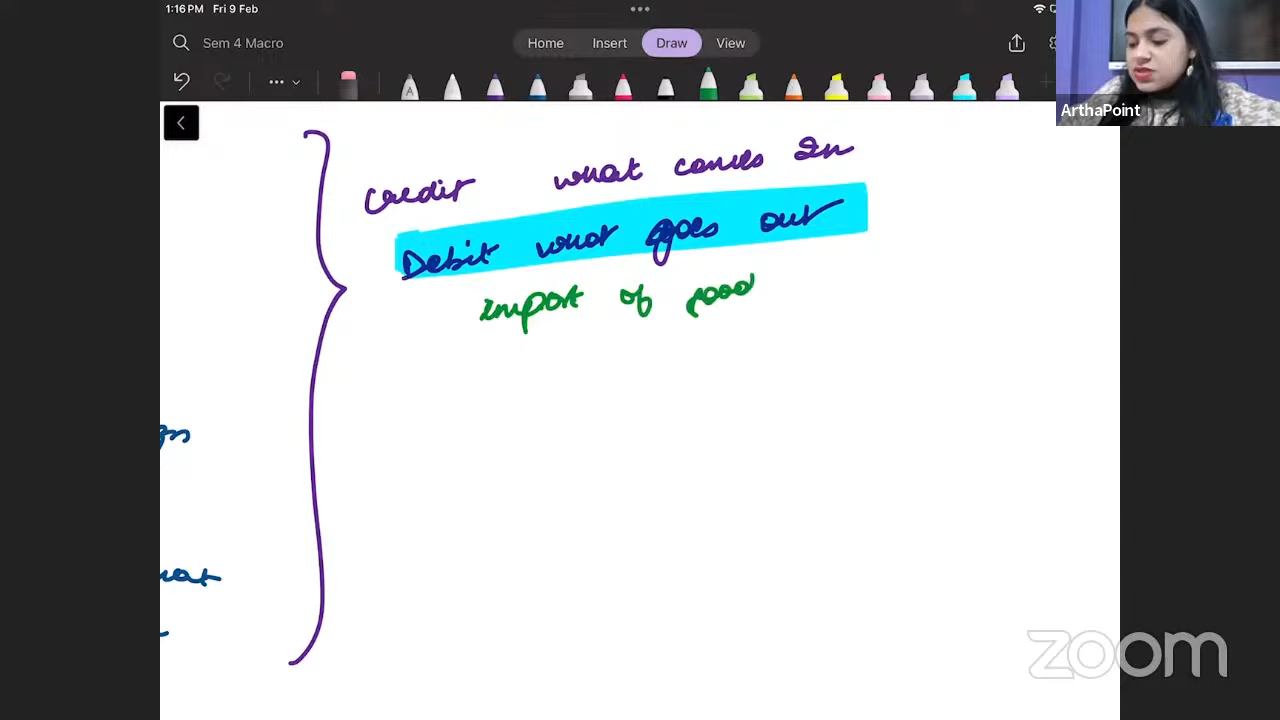 1:16 PM Fri 9 Feb
Sem 4 Macro
Home Insert Draw View
A
ArthaPoint
Credit what comes In
Debit what goes out
import of good
zoom